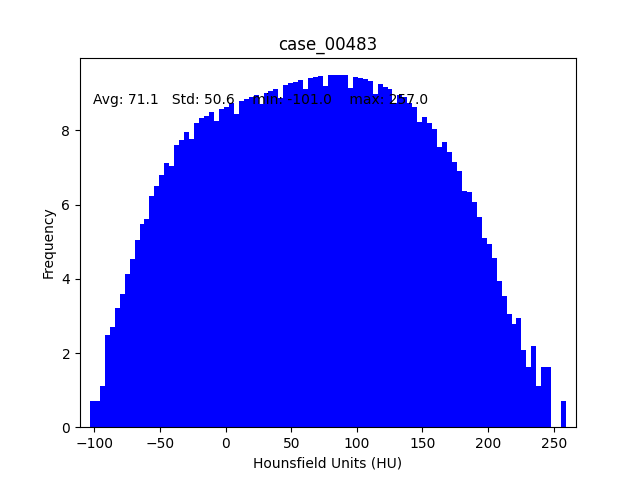 case_00483
Avg: 71.1 Std: 50.6 min: -101.0 max: 257.0
8
6
4
2
0
Frequency
−100 −50 0 50 100 150 200 250
Hounsfield Units (HU)